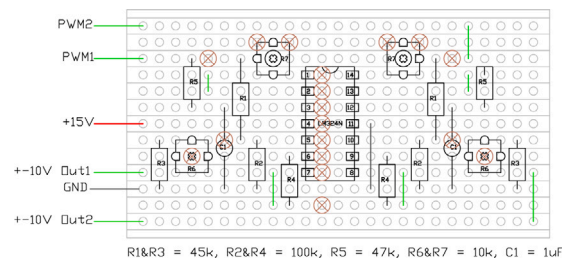 PWM2
PWM1
+15V
+-10V Out1
GND
+-10V Out2
R7
R7
R5
R5
R1
R1
1
14
2
13
3
12
4
LM324N
11
5
10
6
9
7
8
C1
C1
R3
R6
R2
R4
R4
R2
R6
R3
R1&R3 = 45k, R2&R4 = 100k, R5 = 47k, R6&R7 = 10k, C1 = 1uF